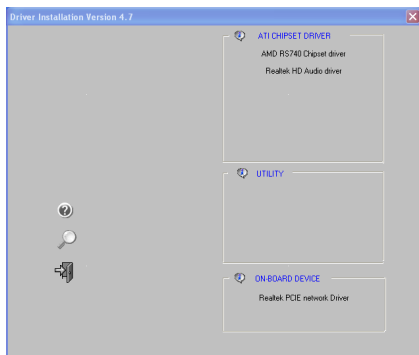 Driver Installation Version 4.7
ATI CHIPSET DRIVER
AMD RS740 Chipset driver
Realtek HD Audio driver
UTILITY
ON-BOARD DEVICE
Realtek PCIE network Driver